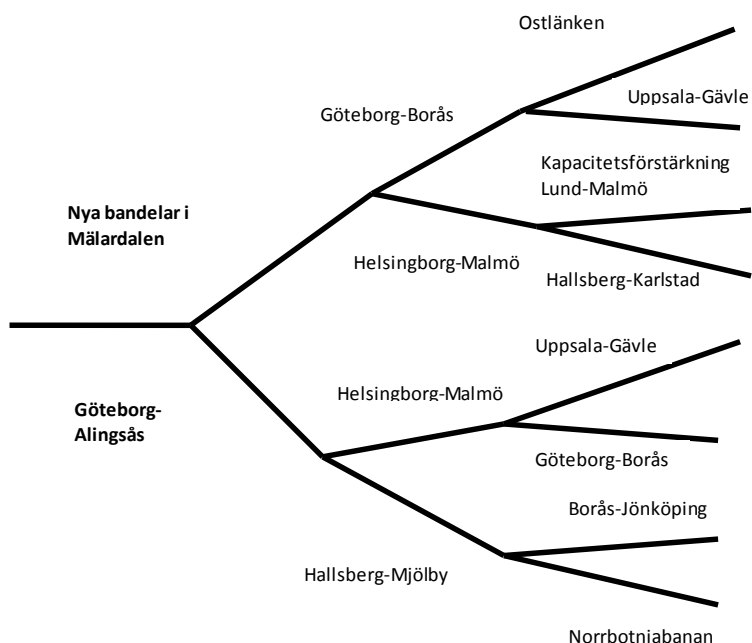 Ostlänken
Uppsala-Gävle
Göteborg-Borås
Kapacitetsförstärkning
Lund-Malmö
Nya bandelar i
Mälardalen
Helsingborg-Malmö
Hallsberg-Karlstad
Uppsala-Gävle
Helsingborg-Malmö
Göteborg-
Alingsås
Göteborg-Borås
Borås-Jönköping
Hallsberg-Mjölby
Norrbotniabanan